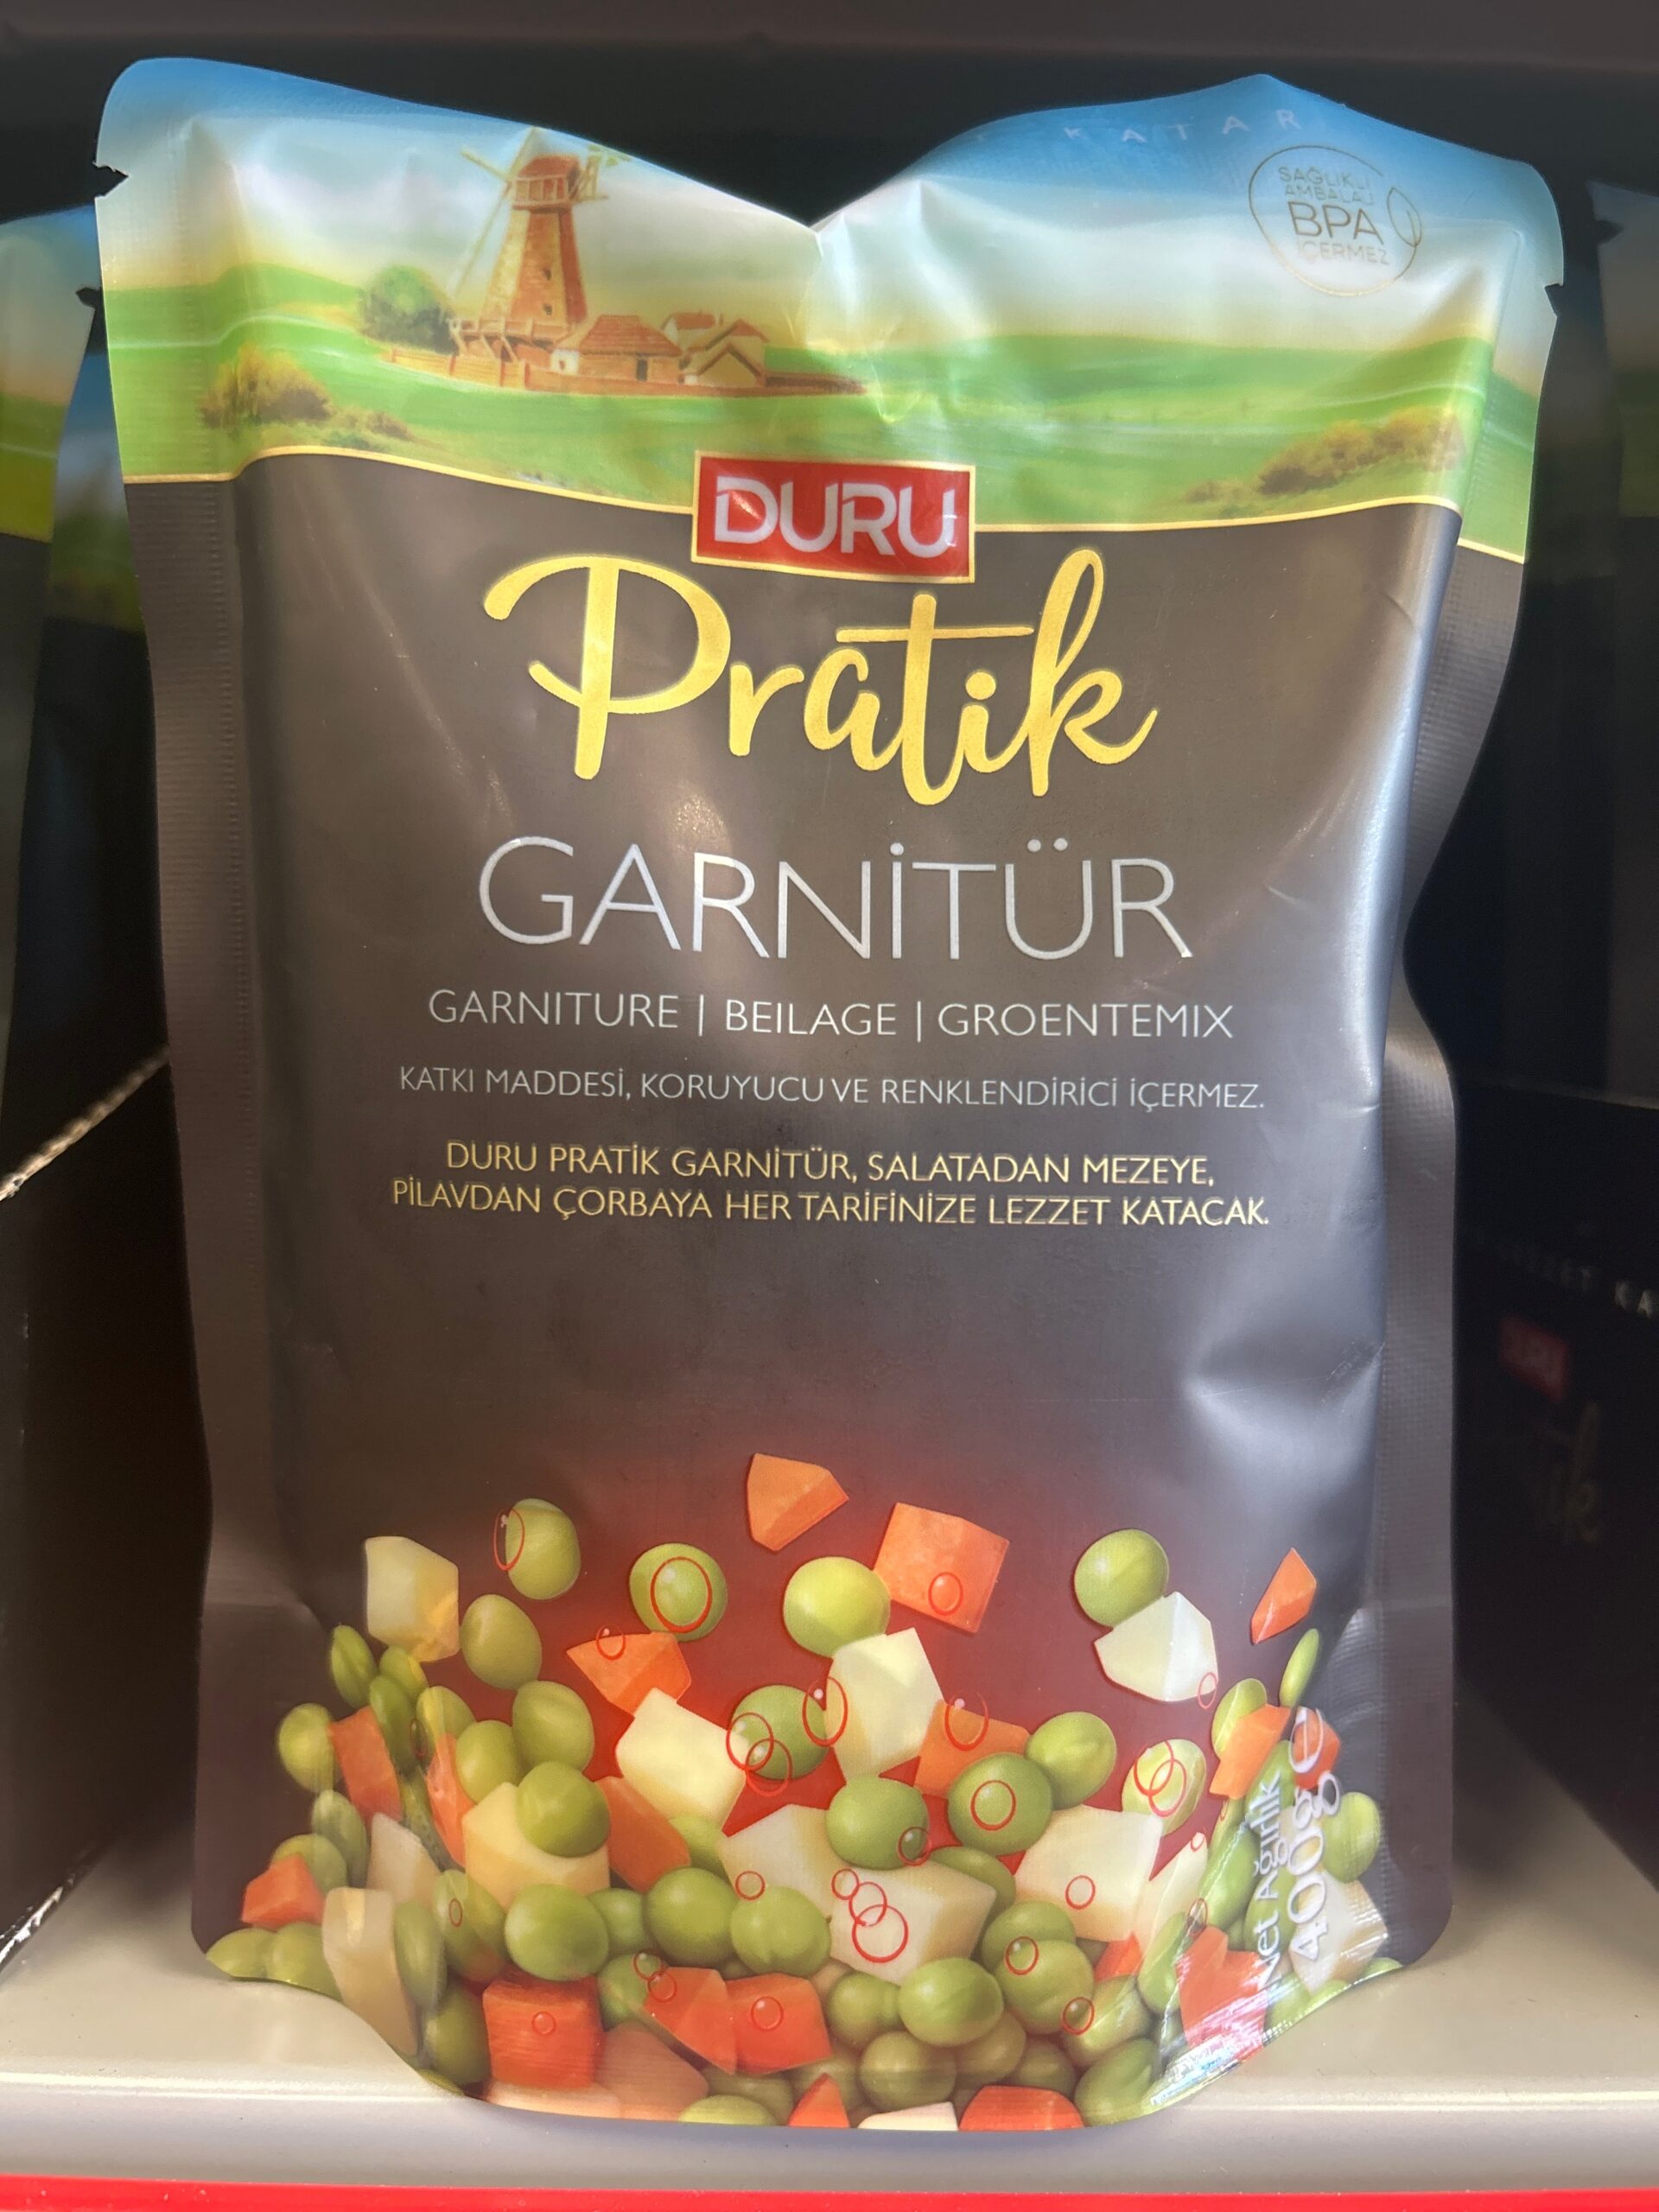 KATAR
SAĞLIKLI
AMBALAJ
BPA
İÇERMEZ
DURU
Pratik
GARNİTÜR
GARNITURE | BEILAGE | GROENTEMIX
KATKI MADDESİ, KORUYUCU VE RENKLENDİRİCİ İÇERMEZ.
DURU PRATİK GARNİTÜR, SALATADAN MEZEYE,
PİLAVDAN ÇORBAYA HER TARİFİNİZE LEZZET KATACAK.
Net Ağırlık
400g e